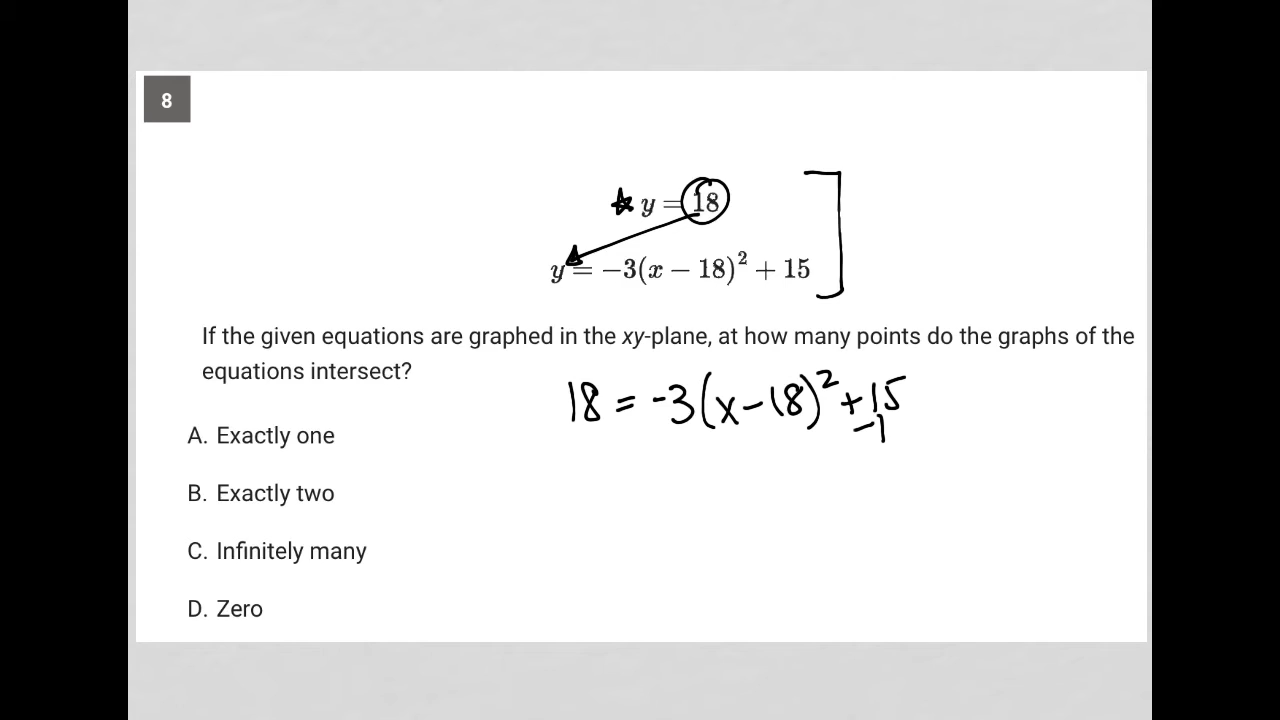 8
★ y = 18
y = −3(x − 18)² + 15
If the given equations are graphed in the xy-plane, at how many points do the graphs of the
equations intersect?
18 = -3(x-18)² +15
-1
A. Exactly one
B. Exactly two
C. Infinitely many
D. Zero